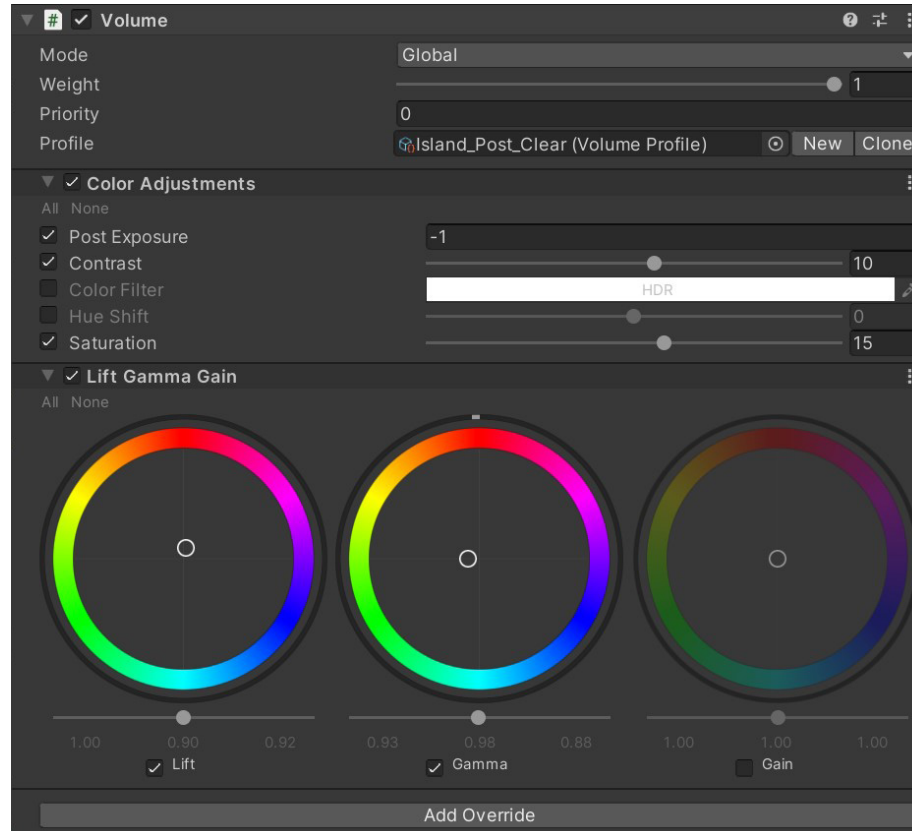 Volume
Mode Global
Weight 1
Priority 0
Profile Island_Post_Clear (Volume Profile) New Clone
Color Adjustments
All None
Post Exposure -1
Contrast 10
Color Filter HDR
Hue Shift 0
Saturation 15
Lift Gamma Gain
All None
1.00 0.90 0.92 0.93 0.98 0.88 1.00 1.00 1.00
Lift Gamma Gain
Add Override